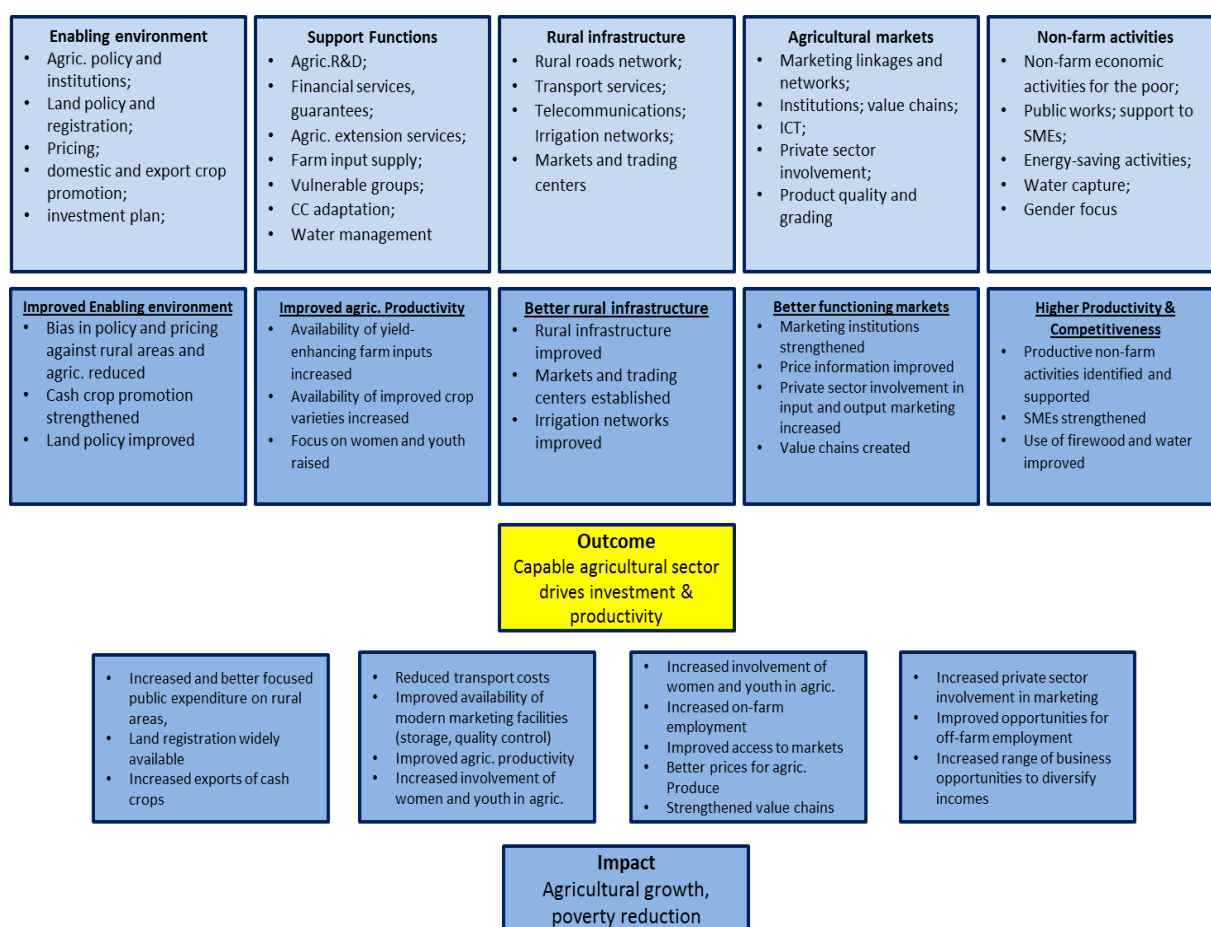 Enabling environment
• Agric. policy and
institutions;
• Land policy and
registration;
• Pricing;
• domestic and export crop
promotion;
• investment plan;
Support Functions
• Agric.R&D;
• Financial services,
guarantees;
• Agric. extension services;
• Farm input supply;
• Vulnerable groups;
• CC adaptation;
• Water management
Rural infrastructure
• Rural roads network;
• Transport services;
• Telecommunications;
Irrigation networks;
• Markets and trading
centers
Agricultural markets
• Marketing linkages and
networks;
• Institutions; value chains;
• ICT;
• Private sector
involvement;
• Product quality and
grading
Non-farm activities
• Non-farm economic
activities for the poor;
• Public works; support to
SMEs;
• Energy-saving activities;
• Water capture;
• Gender focus
Improved Enabling environment
• Bias in policy and pricing
against rural areas and
agric. reduced
• Cash crop promotion
strengthened
• Land policy improved
Improved agric. Productivity
• Availability of yield-
enhancing farm inputs
increased
• Availability of improved crop
varieties increased
• Focus on women and youth
raised
Better rural infrastructure
• Rural infrastructure
improved
• Markets and trading
centers established
• Irrigation networks
improved
Better functioning markets
• Marketing institutions
strengthened
• Price information improved
• Private sector involvement in
input and output marketing
increased
• Value chains created
Higher Productivity &
Competitiveness
• Productive non-farm
activities identified and
supported
• SMEs strengthened
• Use of firewood and water
improved
Outcome
Capable agricultural sector
drives investment &
productivity
• Increased and better focused
public expenditure on rural
areas,
• Land registration widely
available
• Increased exports of cash
crops
• Reduced transport costs
• Improved availability of
modern marketing facilities
(storage, quality control)
• Improved agric. productivity
• Increased involvement of
women and youth in agric.
• Increased involvement of
women and youth in agric.
• Increased on-farm
employment
• Improved access to markets
• Better prices for agric.
Produce
• Strengthened value chains
• Increased private sector
involvement in marketing
• Improved opportunities for
off-farm employment
• Increased range of business
opportunities to diversify
incomes
Impact
Agricultural growth,
poverty reduction